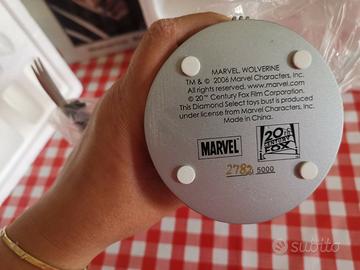 MARVEL, WOLVERINE
TM & © 2006 Marvel Characters, Inc.
All rights reserved, www.marvel.com
© 20™ Century Fox Film Corporation.
This Diamond Select toys bust is produced
under license from Marvel Characters, Inc.
Made in China.
MARVEL
20th
CENTURY
FOX
2782 5000
subito